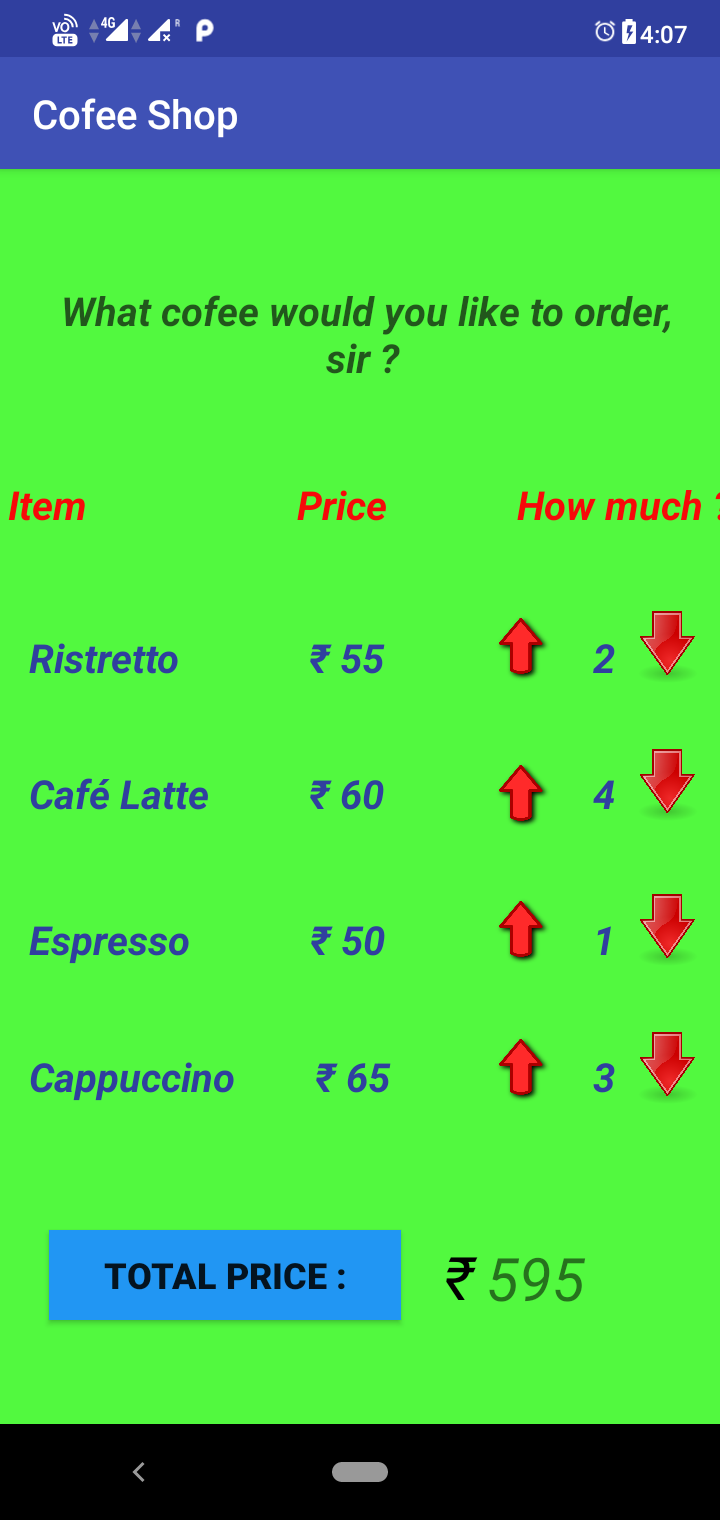 VO LTE 4G R 4:07
Cofee Shop
What cofee would you like to order,
sir ?
Item Price How much ?
Ristretto ₹ 55 2
Café Latte ₹ 60 4
Espresso ₹ 50 1
Cappuccino ₹ 65 3
TOTAL PRICE : ₹ 595